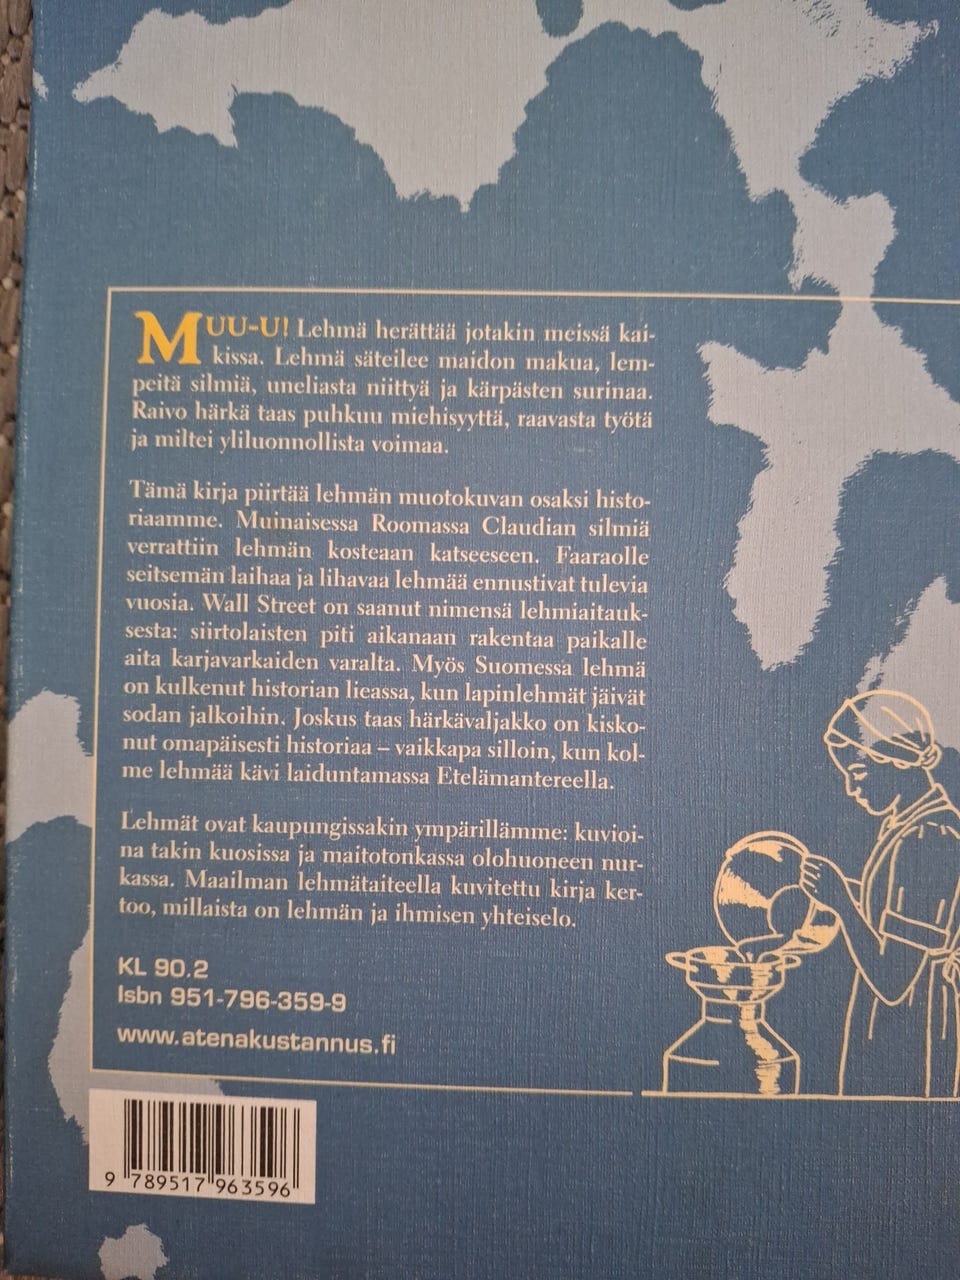 MUU-U! Lehmä herättää jotakin meissä kai-
kissa. Lehmä säteilee maidon makua, lem-
peitä silmiä, uneliasta niittyä ja kärpästen surinaa.
Raivo härkä taas puhkuu miehisyyttä, raavasta työtä
ja miltei yliluonnollista voimaa.
Tämä kirja piirtää lehmän muotokuvan osaksi histo-
riaamme. Muinaisessa Roomassa Claudian silmiä
verrattiin lehmän kosteaan katseeseen. Faaraolle
seitsemän laihaa ja lihavaa lehmää ennustivat tulevia
vuosia. Wall Street on saanut nimensä lehmiaitauk-
sesta: siirtolaisten piti aikanaan rakentaa paikalle
aita karjavarkaiden varalta. Myös Suomessa lehmä
on kulkenut historian lieassa, kun lapinlehmät jäivät
sodan jalkoihin. Joskus taas härkävaljakko on kisko-
nut omapäisesti historiaa – vaikkapa silloin, kun kol-
me lehmää kävi laiduntamassa Etelämantereella.
Lehmät ovat kaupungissakin ympärillämme: kuvioi-
na takin kuosissa ja maitotonkassa olohuoneen nur-
kassa. Maailman lehmätaiteella kuvitettu kirja ker-
too, millaista on lehmän ja ihmisen yhteiselo.
KL 90.2
Isbn 951-796-359-9
www.atenakustannus.fi
9 789517 963596